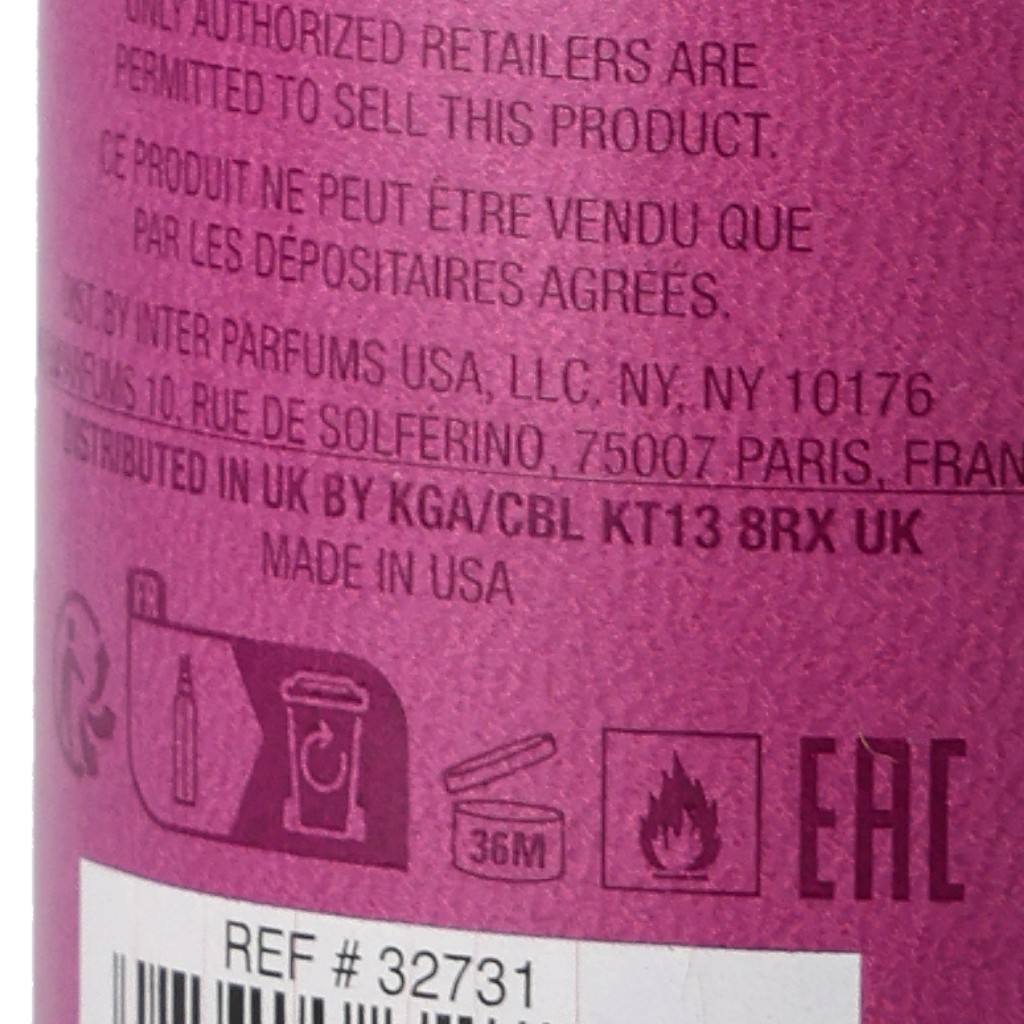 ONLY AUTHORIZED RETAILERS ARE
PERMITTED TO SELL THIS PRODUCT.
CE PRODUIT NE PEUT ÊTRE VENDU QUE
PAR LES DÉPOSITAIRES AGRÉÉS.
DIST. BY INTER PARFUMS USA, LLC, NY, NY 10176
10, RUE DE SOLFÉRINO, 75007 PARIS,
DISTRIBUTED IN UK BY KGA/CBL KT13 8RX UK
MADE IN USA
FR
36M
EAC
REF # 32731